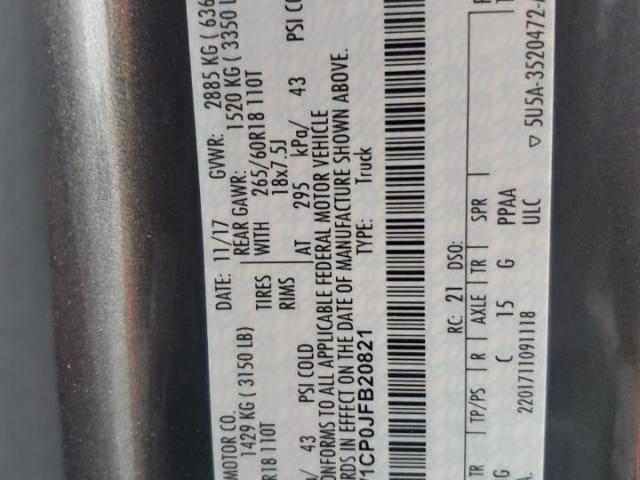 DATE: 11/17 GVWR: 2885 KG ( 636
MOTOR CO.
1429 KG ( 3150 LB) REAR GAWR: 1520 KG ( 3350 L
R18 110T TIRES WITH 265/60R18 110T
RIMS 18x7.5J
43 PSI COLD AT 295 kPa/ 43 PSI COL
ONFORMS TO ALL APPLICABLE FEDERAL MOTOR VEHICLE
RDS IN EFFECT ON THE DATE OF MANUFACTURE SHOWN ABOVE.
1CP0JFB20821 TYPE: Truck
RC: 21 DSO:
TR TP/PS R AXLE TR SPR
G C 15 G PPAA
2201711091118 ULC
▽ 5U5A-3520472-